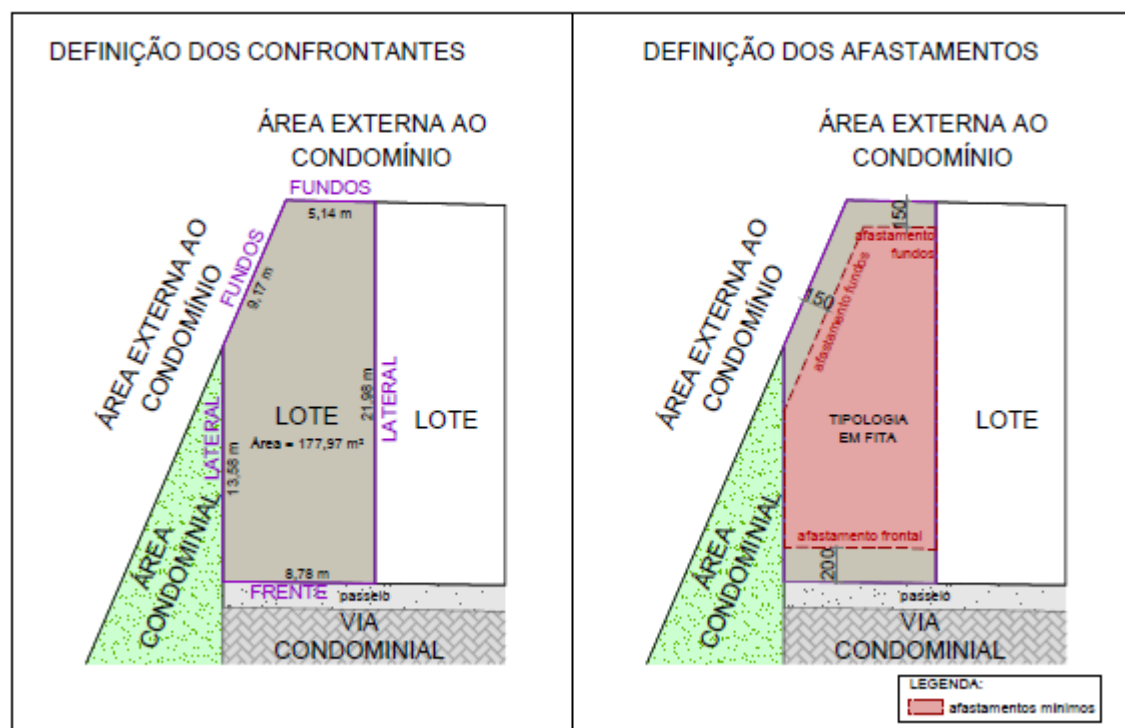 DEFINIÇÃO DOS CONFRONTANTES
ÁREA EXTERNA AO
CONDOMÍNIO
FUNDOS
5,14 m
ÁREA EXTERNA AO
CONDOMÍNIO
FUNDOS
9,17 m
LATERAL
13,58 m
LOTE
Área = 177,97 m²
21,98 m
LATERAL
LOTE
ÁREA
CONDOMINIAL
8,78 m
FRENTE
passeio
VIA
CONDOMINIAL
DEFINIÇÃO DOS AFASTAMENTOS
ÁREA EXTERNA AO
CONDOMÍNIO
150
afastamento
fundos
ÁREA EXTERNA AO
CONDOMÍNIO
150
afastamento fundos
TIPOLOGIA
EM FITA
LOTE
ÁREA
CONDOMINIAL
afastamento frontal
200
passeio
VIA
CONDOMINIAL
LEGENDA:
afastamentos mínimos